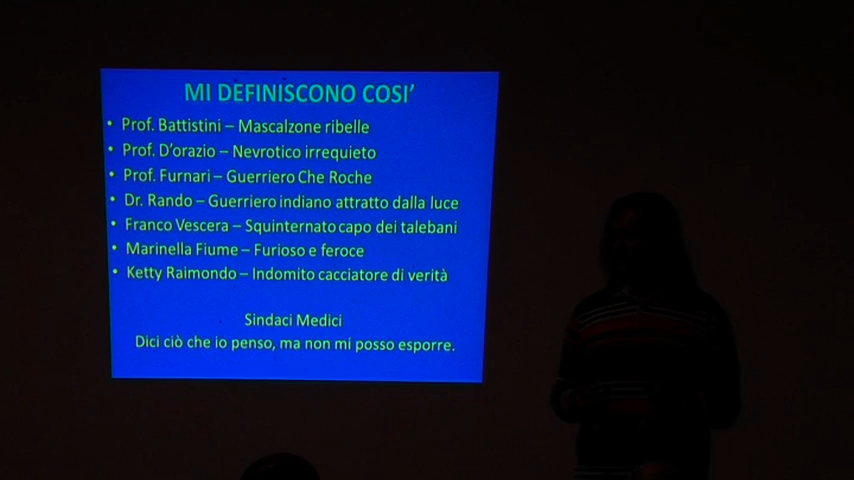 MI DEFINISCONO COSI'
• Prof. Battistini – Mascalzone ribelle
• Prof. D'orazio – Nevrotico irrequieto
• Prof. Furnari – Guerriero Che Roche
• Dr. Rando – Guerriero indiano attratto dalla luce
• Franco Vescera – Squinternato capo dei talebani
• Marinella Fiume – Furioso e feroce
• Ketty Raimondo – Indomito cacciatore di verità
Sindaci Medici
Dici ciò che io penso, ma non mi posso esporre.